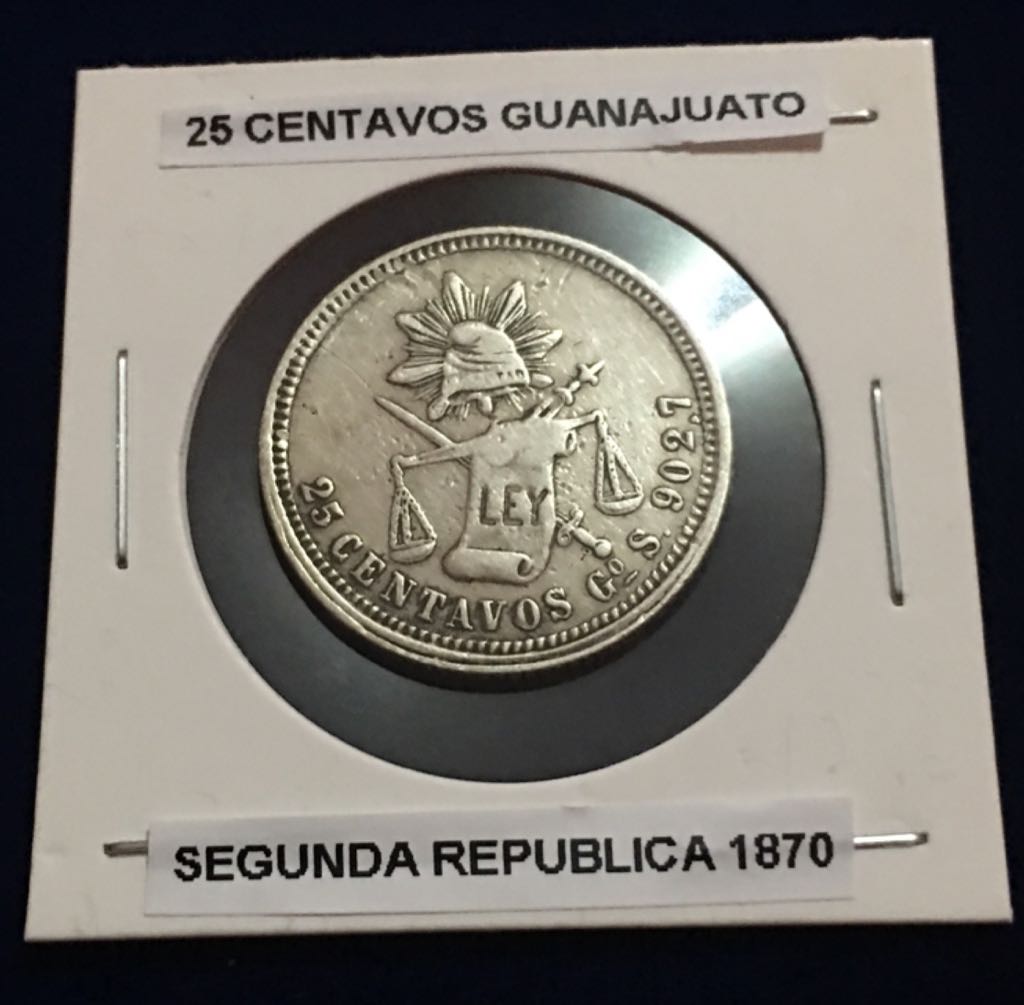 25 CENTAVOS GUANAJUATO
LEY
25 CENTAVOS Gº S. 902,7
SEGUNDA REPUBLICA 1870